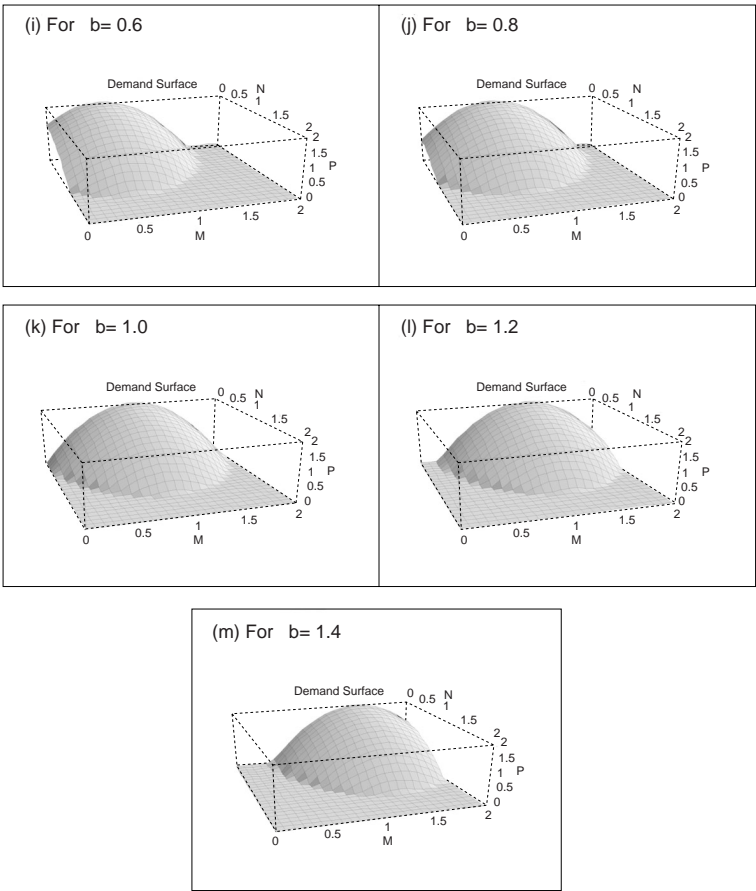 (i) For b= 0.6
Demand Surface
0 0.5 1 1.5 2
N
2 1.5 1 0.5 0
P
0 0.5 1 1.5 2
M
(j) For b= 0.8
Demand Surface
0 0.5 1 1.5 2
N
2 1.5 1 0.5 0
P
0 0.5 1 1.5 2
M
(k) For b= 1.0
Demand Surface
0 0.5 1 1.5 2
N
2 1.5 1 0.5 0
P
0 0.5 1 1.5 2
M
(l) For b= 1.2
Demand Surface
0 0.5 1 1.5 2
N
2 1.5 1 0.5 0
P
0 0.5 1 1.5 2
M
(m) For b= 1.4
Demand Surface
0 0.5 1 1.5 2
N
2 1.5 1 0.5 0
P
0 0.5 1 1.5 2
M